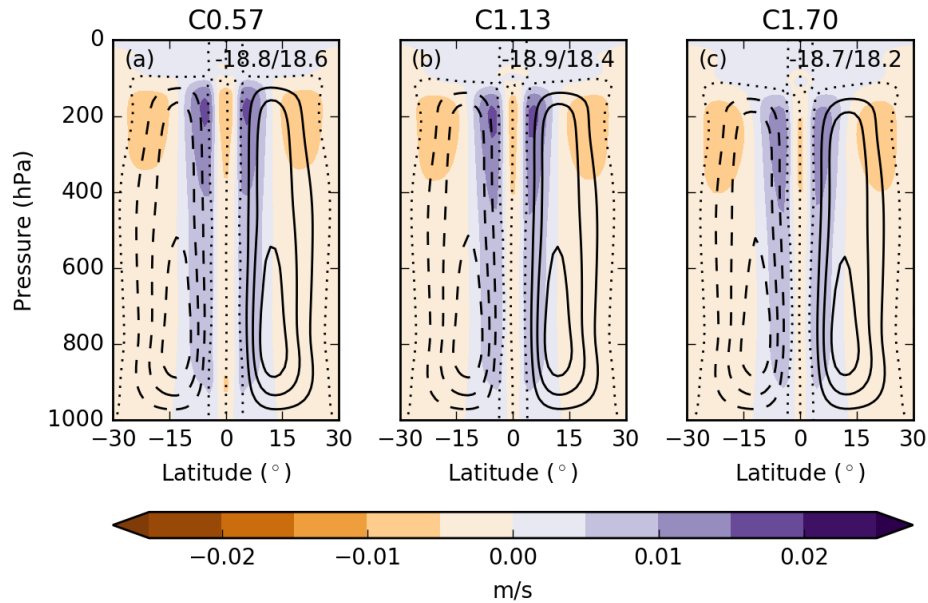 C0.57 C1.13 C1.70
(a) -18.8/18.6 (b) -18.9/18.4 (c) -18.7/18.2
0
200
400
600
800
1000
Pressure (hPa)
−30 −15 0 15 30 −30 −15 0 15 30 −30 −15 0 15 30
Latitude (°) Latitude (°) Latitude (°)
−0.02 −0.01 0.00 0.01 0.02
m/s